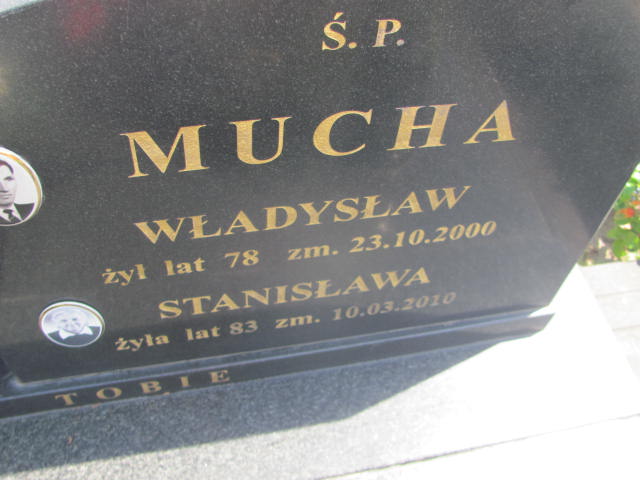 Ś. P.
MUCHA
WŁADYSŁAW
żył lat 78 zm. 23.10.2000
STANISŁAWA
żyła lat 83 zm. 10.03.2010
TOBIE